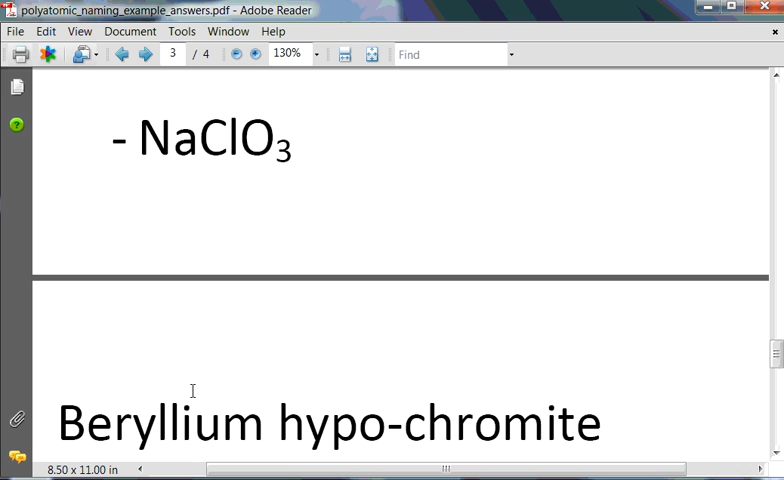 polyatomic_naming_example_answers.pdf - Adobe Reader
File Edit View Document Tools Window Help
3 / 4 130% Find
- NaClO₃
Beryllium hypo-chromite
8.50 x 11.00 in